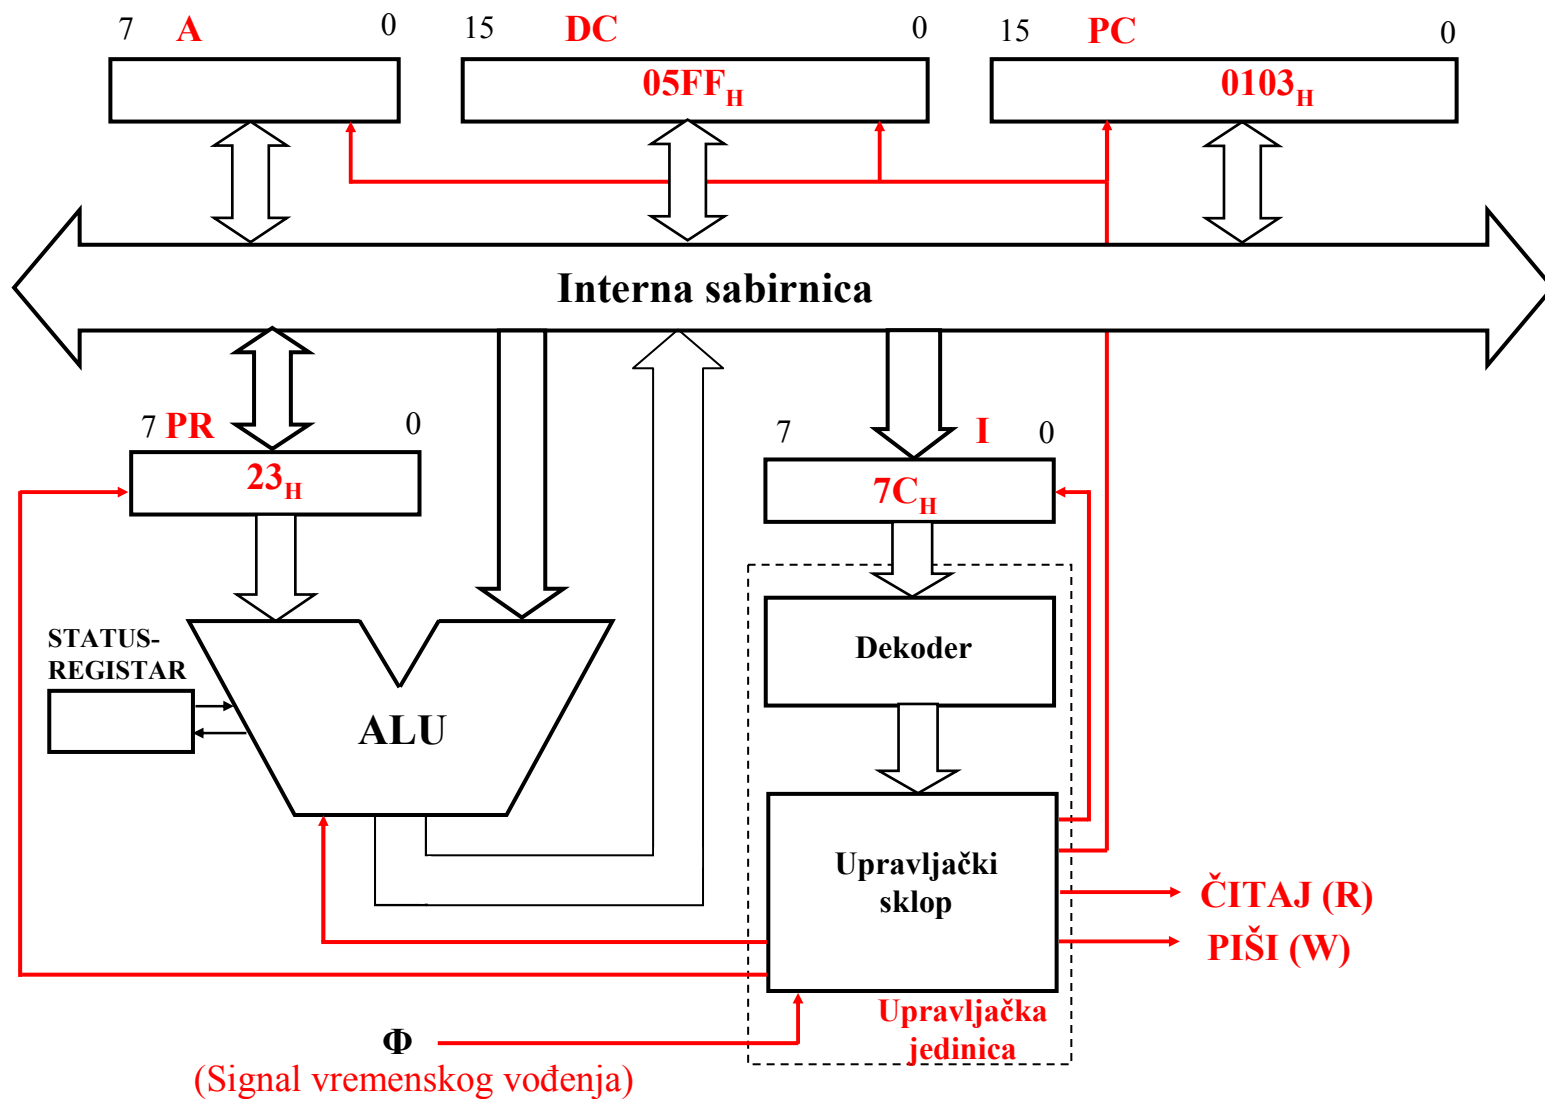 7 A 0
15 DC 0
15 PC 0
05FFH
0103H
Interna sabirnica
7 PR 0
7 I 0
23H
7CH
STATUS-
REGISTAR
ALU
Dekoder
Upravljački
sklop
ČITAJ (R)
PIŠI (W)
Upravljačka
jedinica
Φ
(Signal vremenskog vođenja)